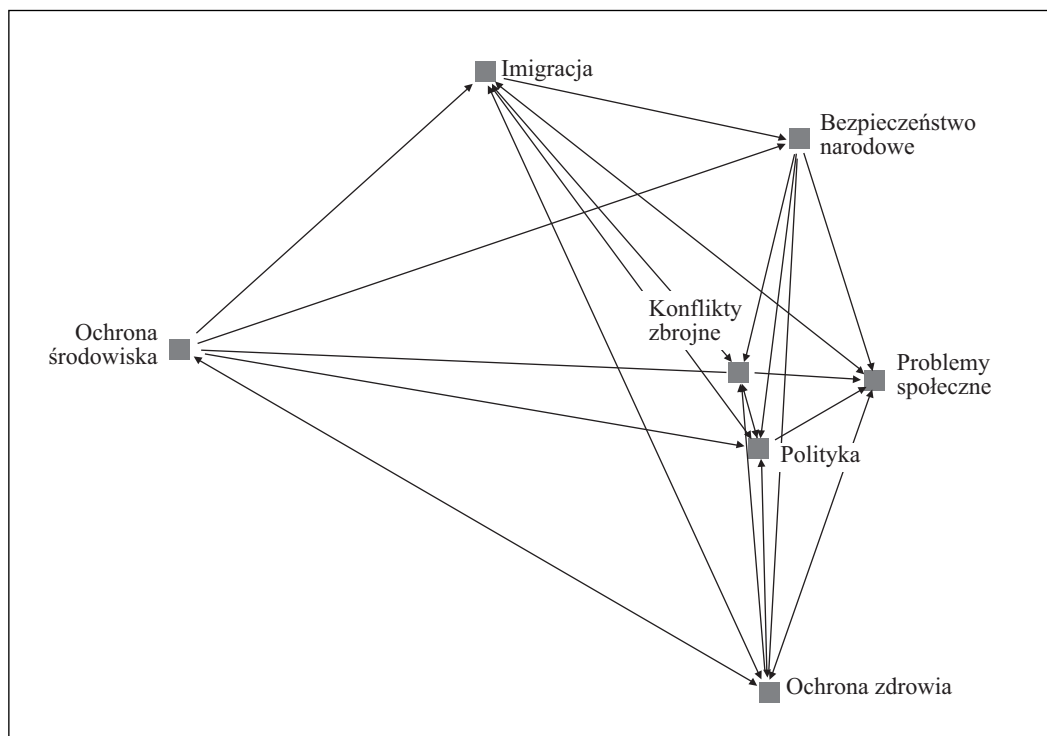 Imigracja
Bezpieczeństwo
narodowe
Konflikty
zbrojne
Ochrona
środowiska
Problemy
społeczne
Polityka
Ochrona zdrowia